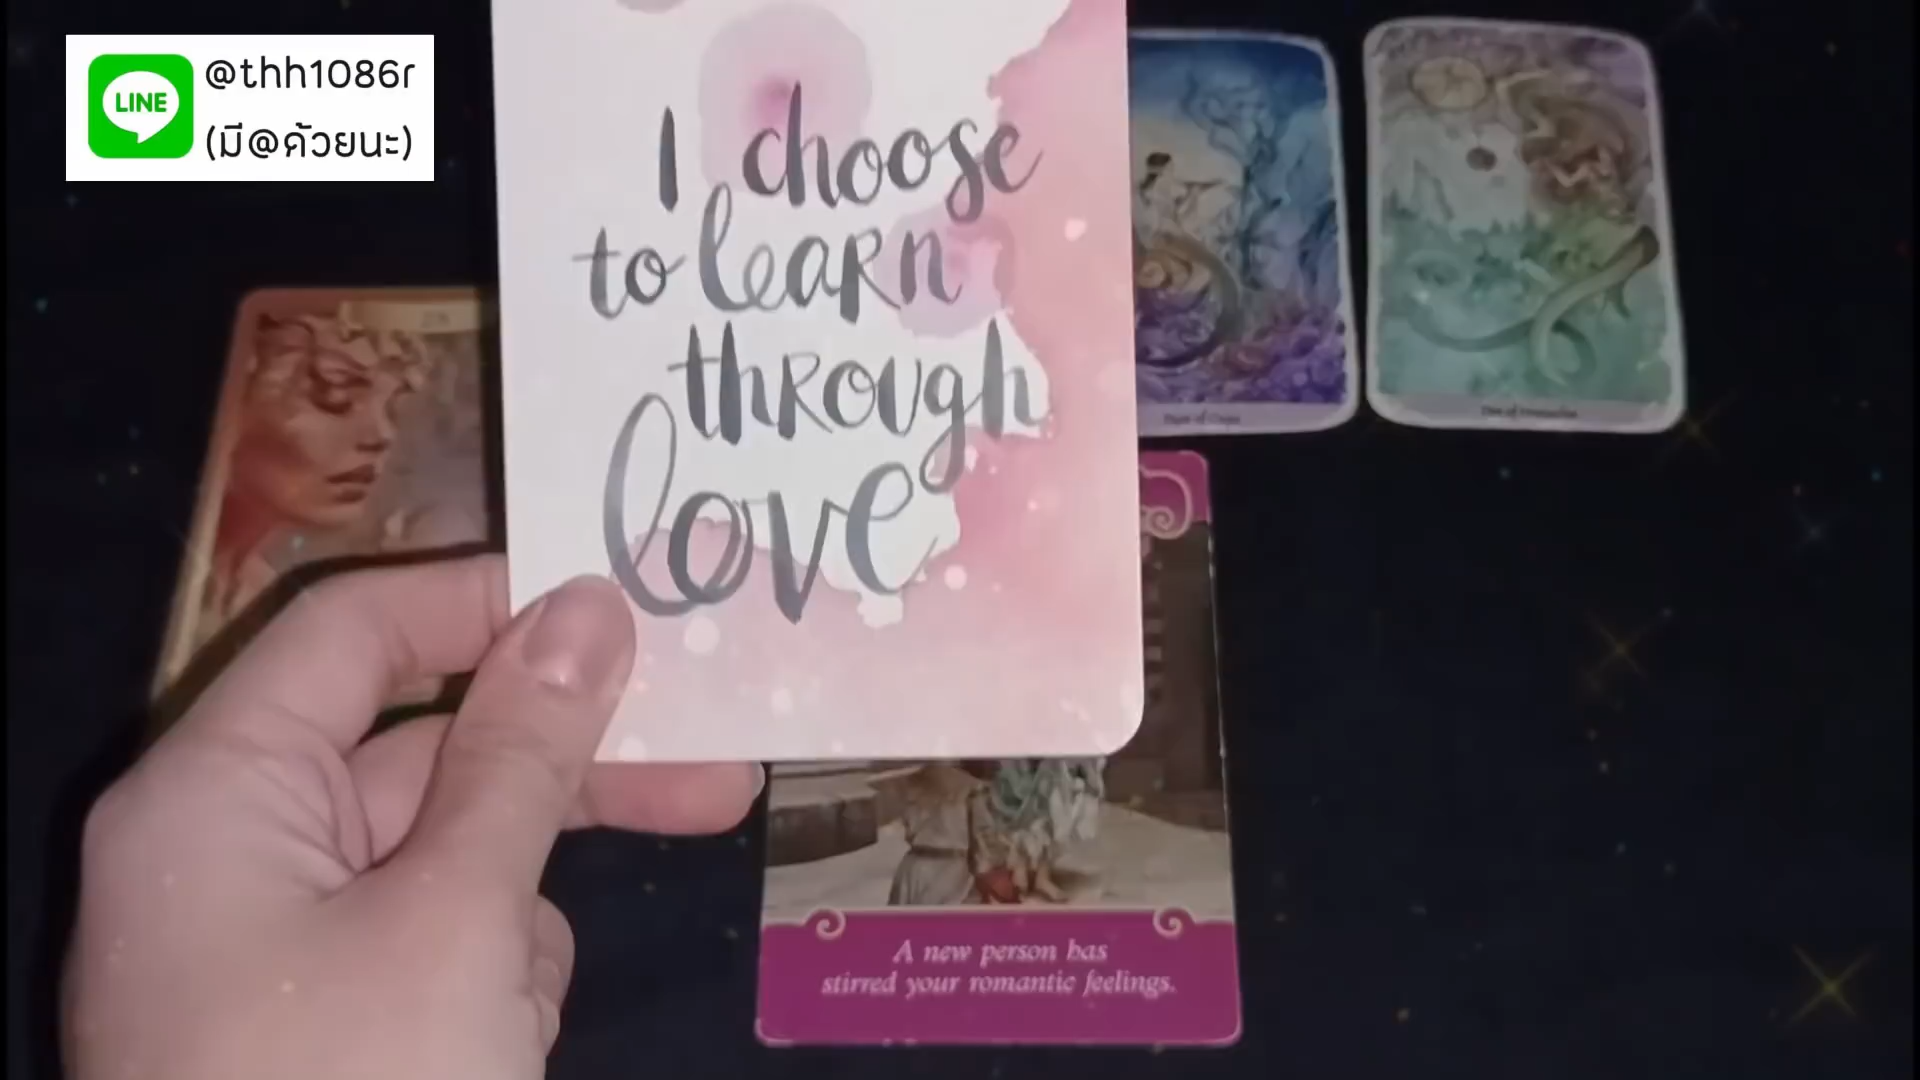 @thh1086r
LINE
(มี@ด้วยนะ)
I choose
to learn
through
love
A new person has
stirred your romantic feelings.